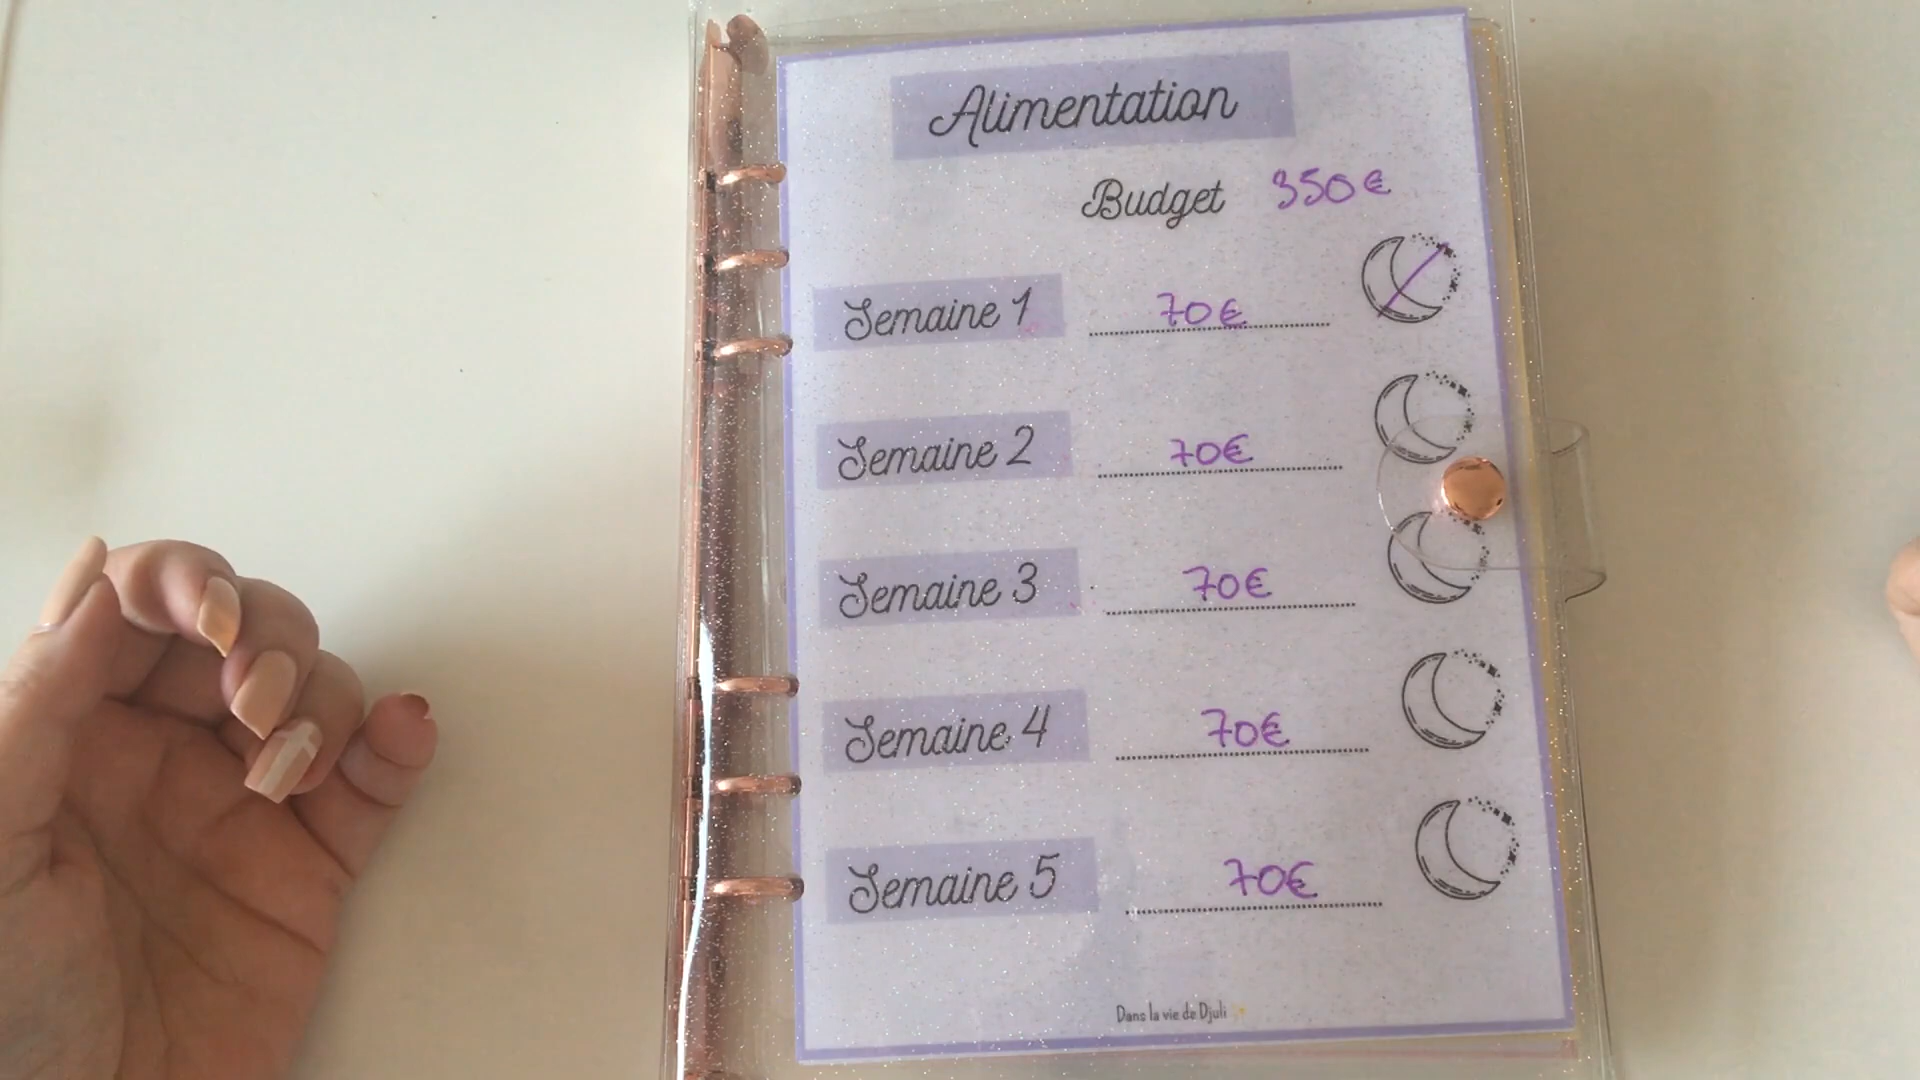 Alimentation
Budget 350€
Semaine 1 70€
Semaine 2 70€
Semaine 3 70€
Semaine 4 70€
Semaine 5 70€
Dans la vie de Djuli